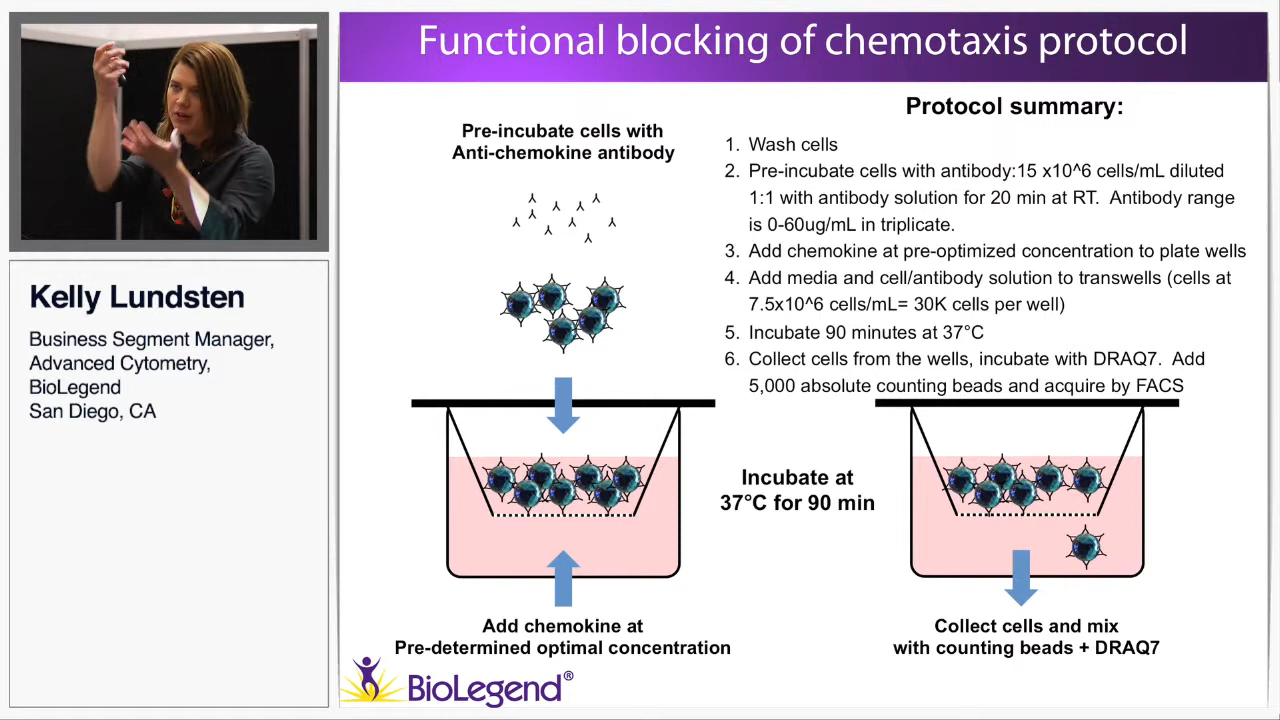 Functional blocking of chemotaxis protocol
Kelly Lundsten
Business Segment Manager,
Advanced Cytometry,
BioLegend
San Diego, CA
Pre-incubate cells with
Anti-chemokine antibody
Protocol summary:
1. Wash cells
2. Pre-incubate cells with antibody:15 x10^6 cells/mL diluted
1:1 with antibody solution for 20 min at RT. Antibody range
is 0-60ug/mL in triplicate.
3. Add chemokine at pre-optimized concentration to plate wells
4. Add media and cell/antibody solution to transwells (cells at
7.5x10^6 cells/mL= 30K cells per well)
5. Incubate 90 minutes at 37°C
6. Collect cells from the wells, incubate with DRAQ7. Add
5,000 absolute counting beads and acquire by FACS
Incubate at
37°C for 90 min
Add chemokine at
Pre-determined optimal concentration
Collect cells and mix
with counting beads + DRAQ7
BioLegend®